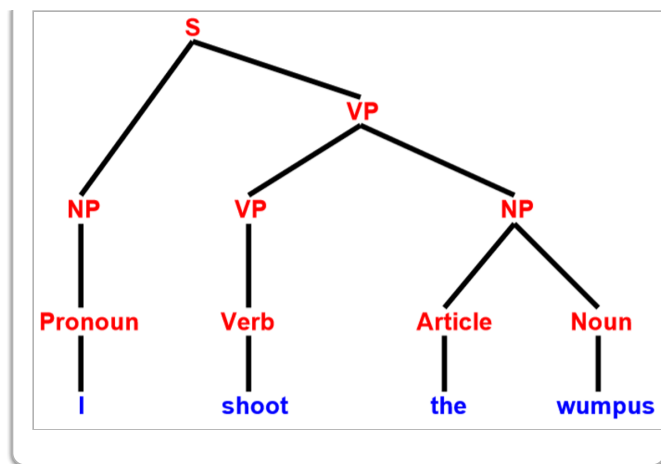 S
VP
NP VP NP
Pronoun Verb Article Noun
I shoot the wumpus